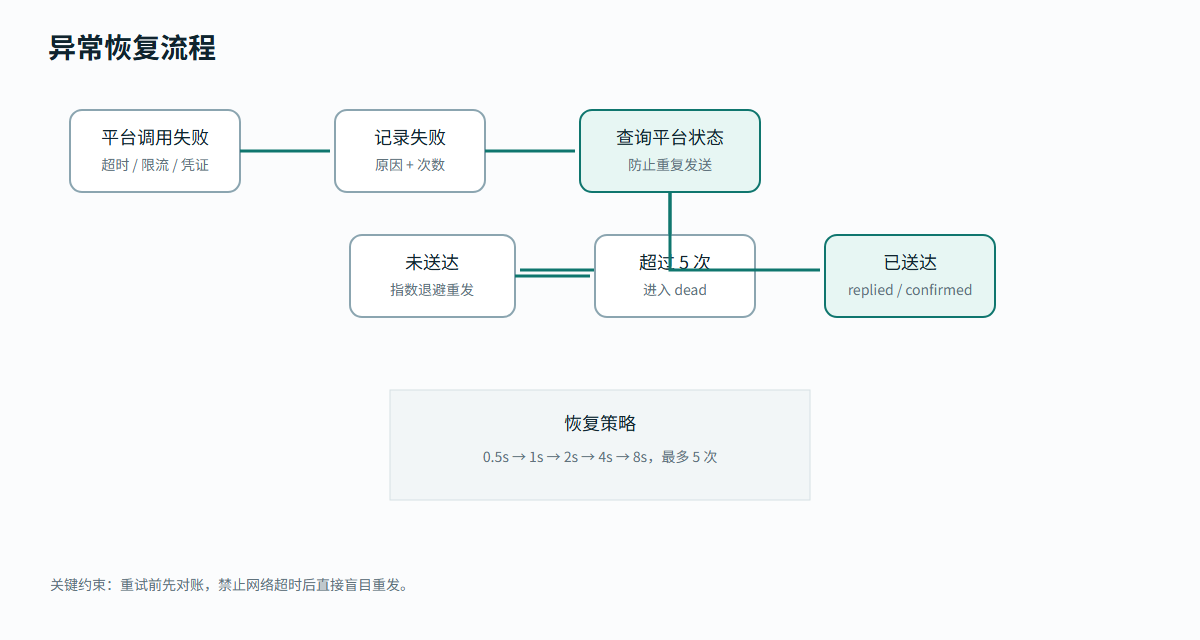 异常恢复流程
平台调用失败
超时 / 限流 / 凭证
记录失败
原因 + 次数
查询平台状态
防止重复发送
未送达
指数退避重发
超过 5 次
进入 dead
已送达
replied / confirmed
恢复策略
0.5s → 1s → 2s → 4s → 8s，最多 5 次
关键约束：重试前先对账，禁止网络超时后直接盲目重发。